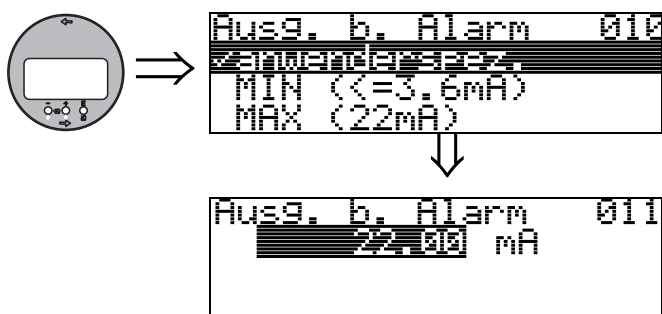 Ausg. b. Alarm 010
✓anwenderspez.
MIN (<=3.6mA)
MAX (22mA)
Ausg. b. Alarm 011
22.00 mA